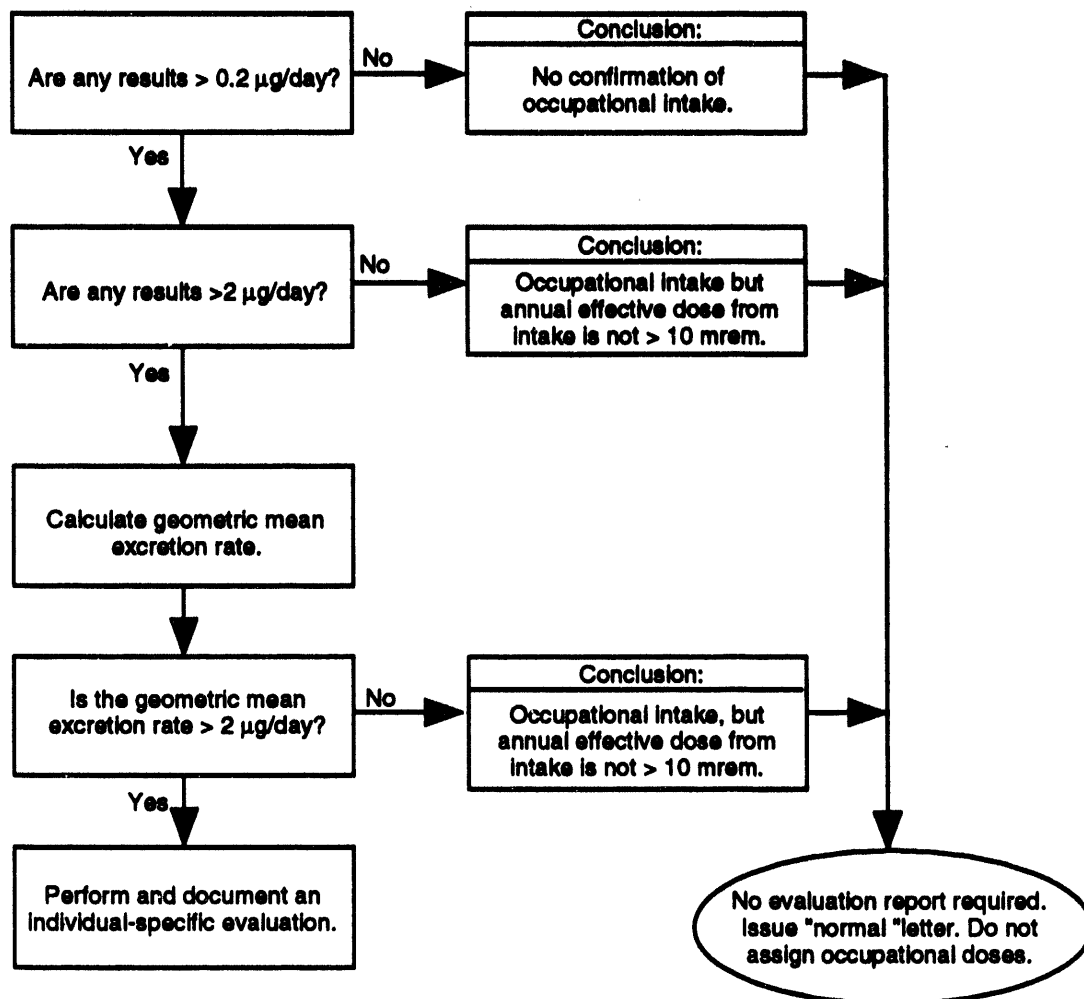 Are any results > 0.2 µg/day?
No
Conclusion:
No confirmation of
occupational intake.
Yes
Are any results >2 µg/day?
No
Conclusion:
Occupational intake but
annual effective dose from
intake is not > 10 mrem.
Yes
Calculate geometric mean
excretion rate.
Is the geometric mean
excretion rate > 2 µg/day?
No
Conclusion:
Occupational intake, but
annual effective dose from
intake is not > 10 mrem.
Yes
Perform and document an
individual-specific evaluation.
No evaluation report required.
Issue "normal "letter. Do not
assign occupational doses.